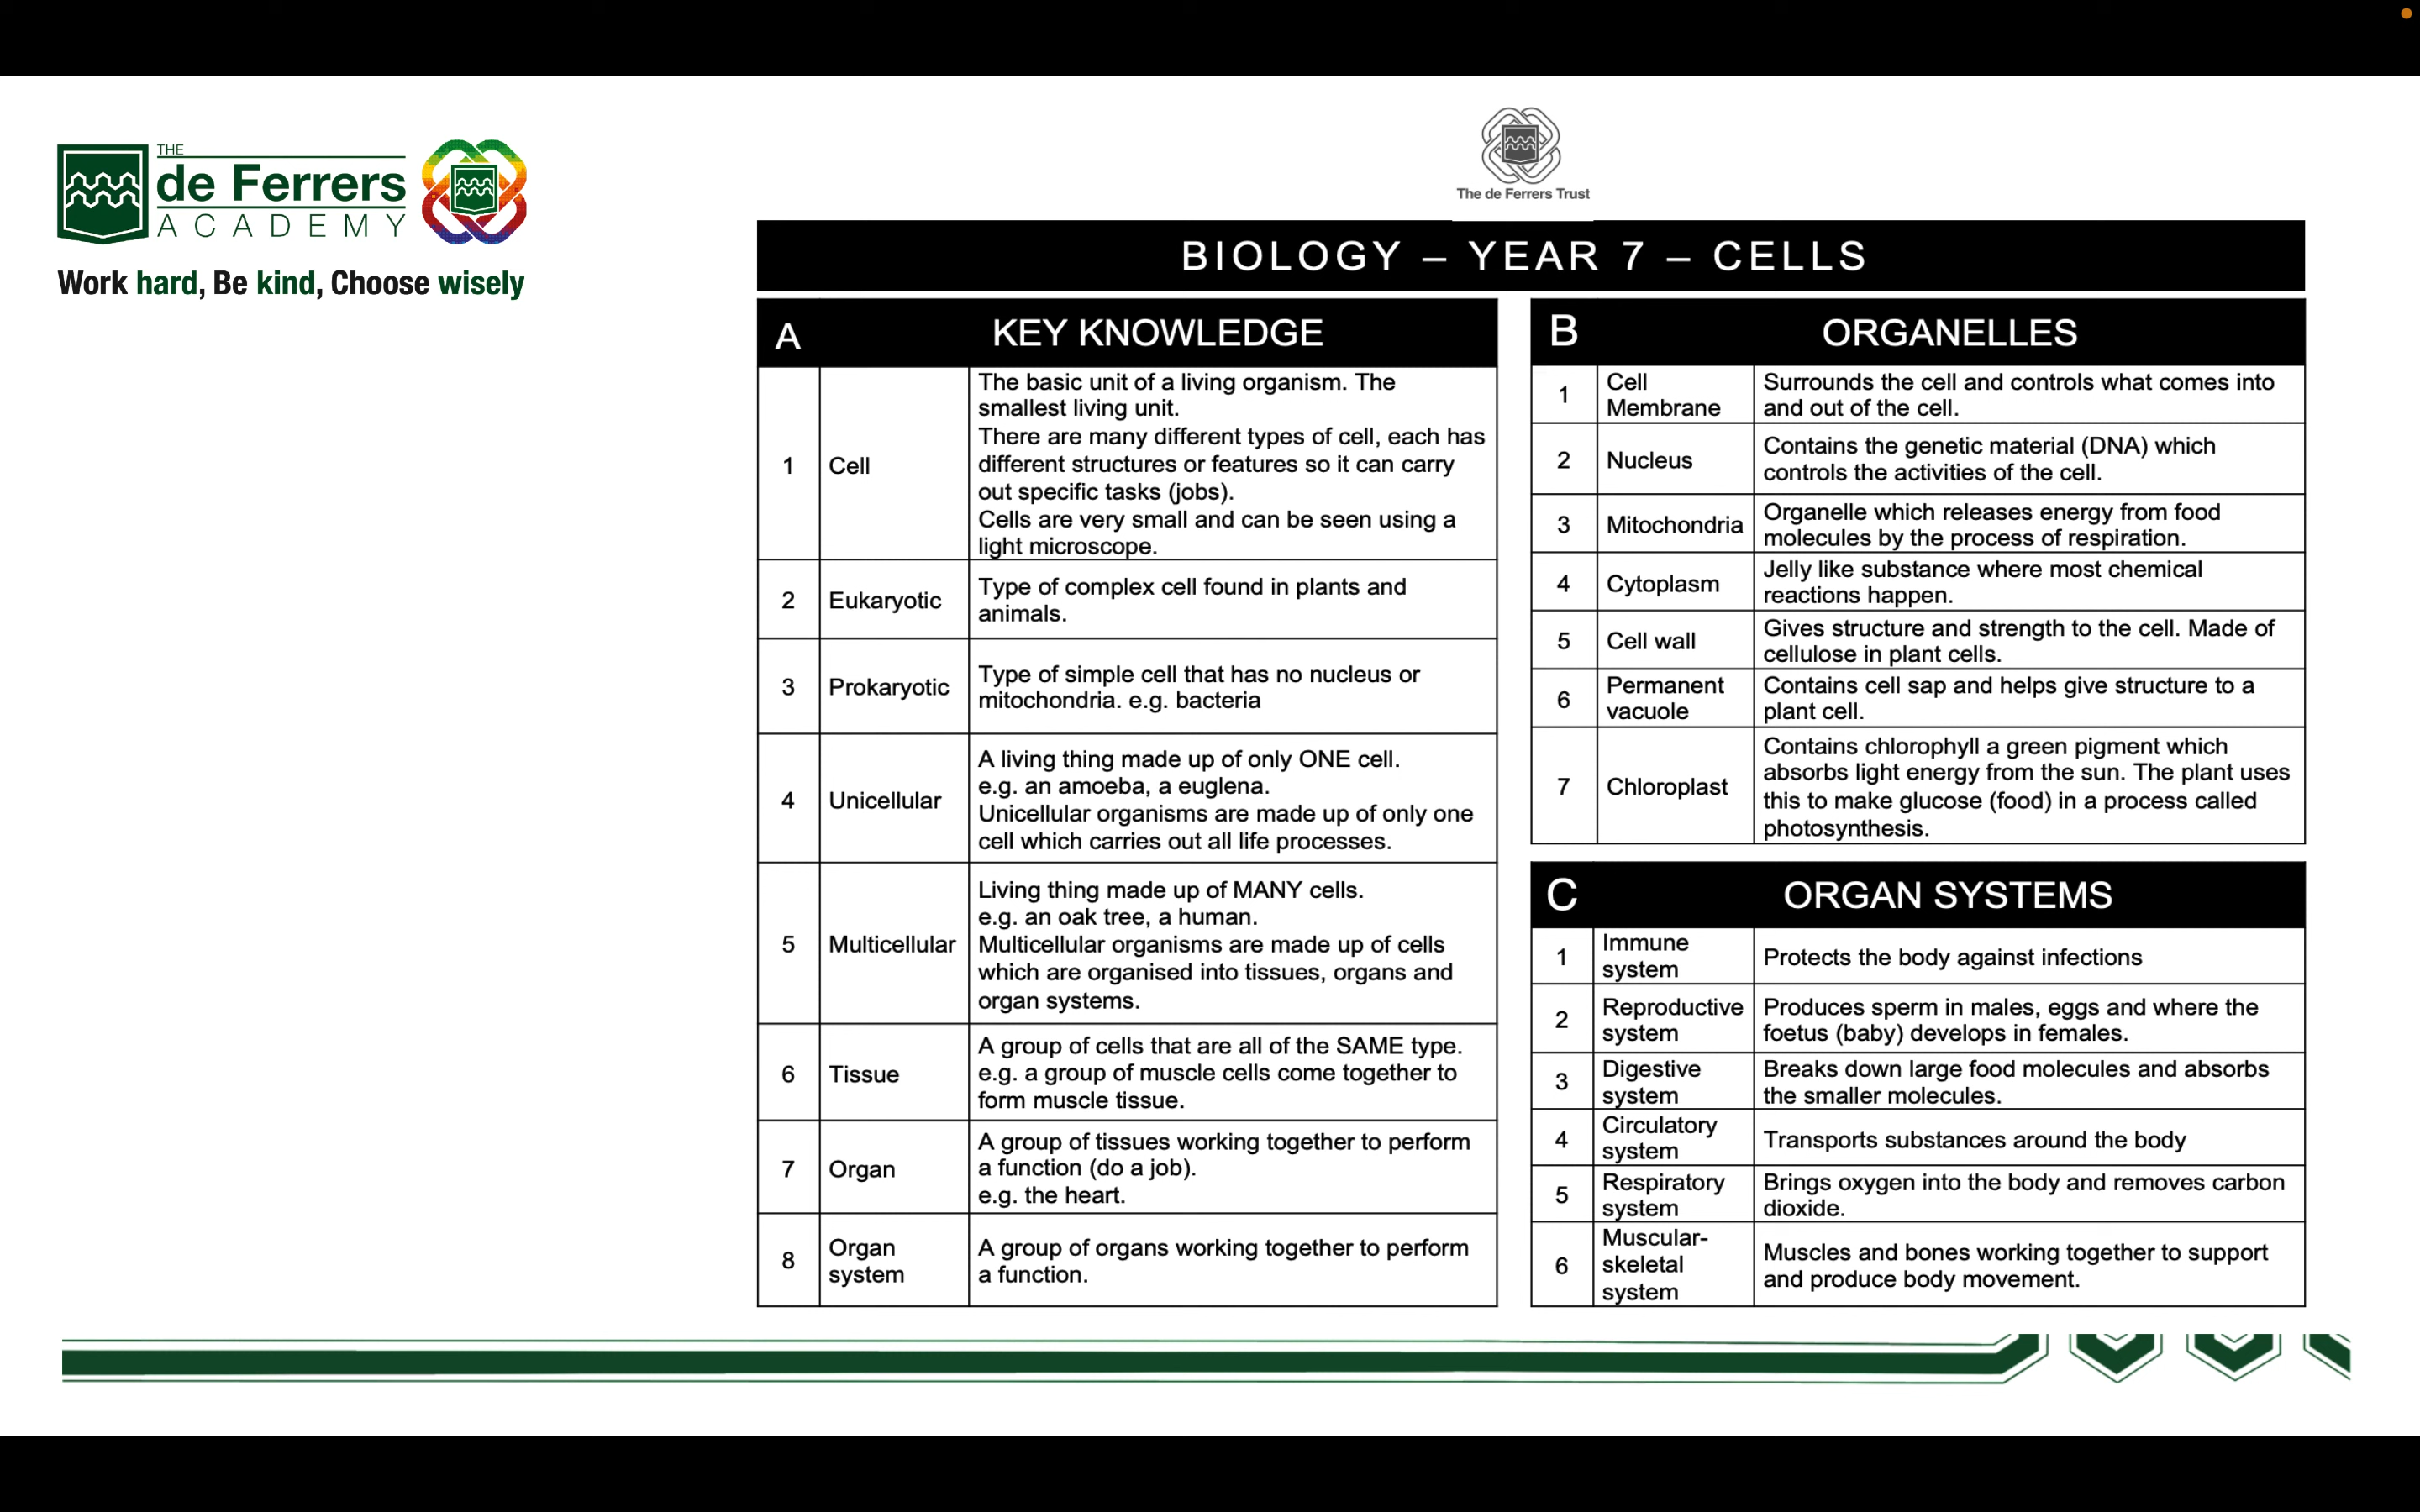 THE
de Ferrers
ACADEMY
Work hard, Be kind, Choose wisely
The de Ferrers Trust
BIOLOGY – YEAR 7 – CELLS
A KEY KNOWLEDGE
1 Cell
The basic unit of a living organism. The
smallest living unit.
There are many different types of cell, each has
different structures or features so it can carry
out specific tasks (jobs).
Cells are very small and can be seen using a
light microscope.
2 Eukaryotic
Type of complex cell found in plants and
animals.
3 Prokaryotic
Type of simple cell that has no nucleus or
mitochondria. e.g. bacteria
4 Unicellular
A living thing made up of only ONE cell.
e.g. an amoeba, a euglena.
Unicellular organisms are made up of only one
cell which carries out all life processes.
5 Multicellular
Living thing made up of MANY cells.
e.g. an oak tree, a human.
Multicellular organisms are made up of cells
which are organised into tissues, organs and
organ systems.
6 Tissue
A group of cells that are all of the SAME type.
e.g. a group of muscle cells come together to
form muscle tissue.
7 Organ
A group of tissues working together to perform
a function (do a job).
e.g. the heart.
8 Organ
system
A group of organs working together to perform
a function.
B ORGANELLES
1 Cell
Membrane
Surrounds the cell and controls what comes into
and out of the cell.
2 Nucleus
Contains the genetic material (DNA) which
controls the activities of the cell.
3 Mitochondria
Organelle which releases energy from food
molecules by the process of respiration.
4 Cytoplasm
Jelly like substance where most chemical
reactions happen.
5 Cell wall
Gives structure and strength to the cell. Made of
cellulose in plant cells.
6 Permanent
vacuole
Contains cell sap and helps give structure to a
plant cell.
7 Chloroplast
Contains chlorophyll a green pigment which
absorbs light energy from the sun. The plant uses
this to make glucose (food) in a process called
photosynthesis.
C ORGAN SYSTEMS
1 Immune
system
Protects the body against infections
2 Reproductive
system
Produces sperm in males, eggs and where the
foetus (baby) develops in females.
3 Digestive
system
Breaks down large food molecules and absorbs
the smaller molecules.
4 Circulatory
system
Transports substances around the body
5 Respiratory
system
Brings oxygen into the body and removes carbon
dioxide.
6 Muscular-
skeletal
system
Muscles and bones working together to support
and produce body movement.